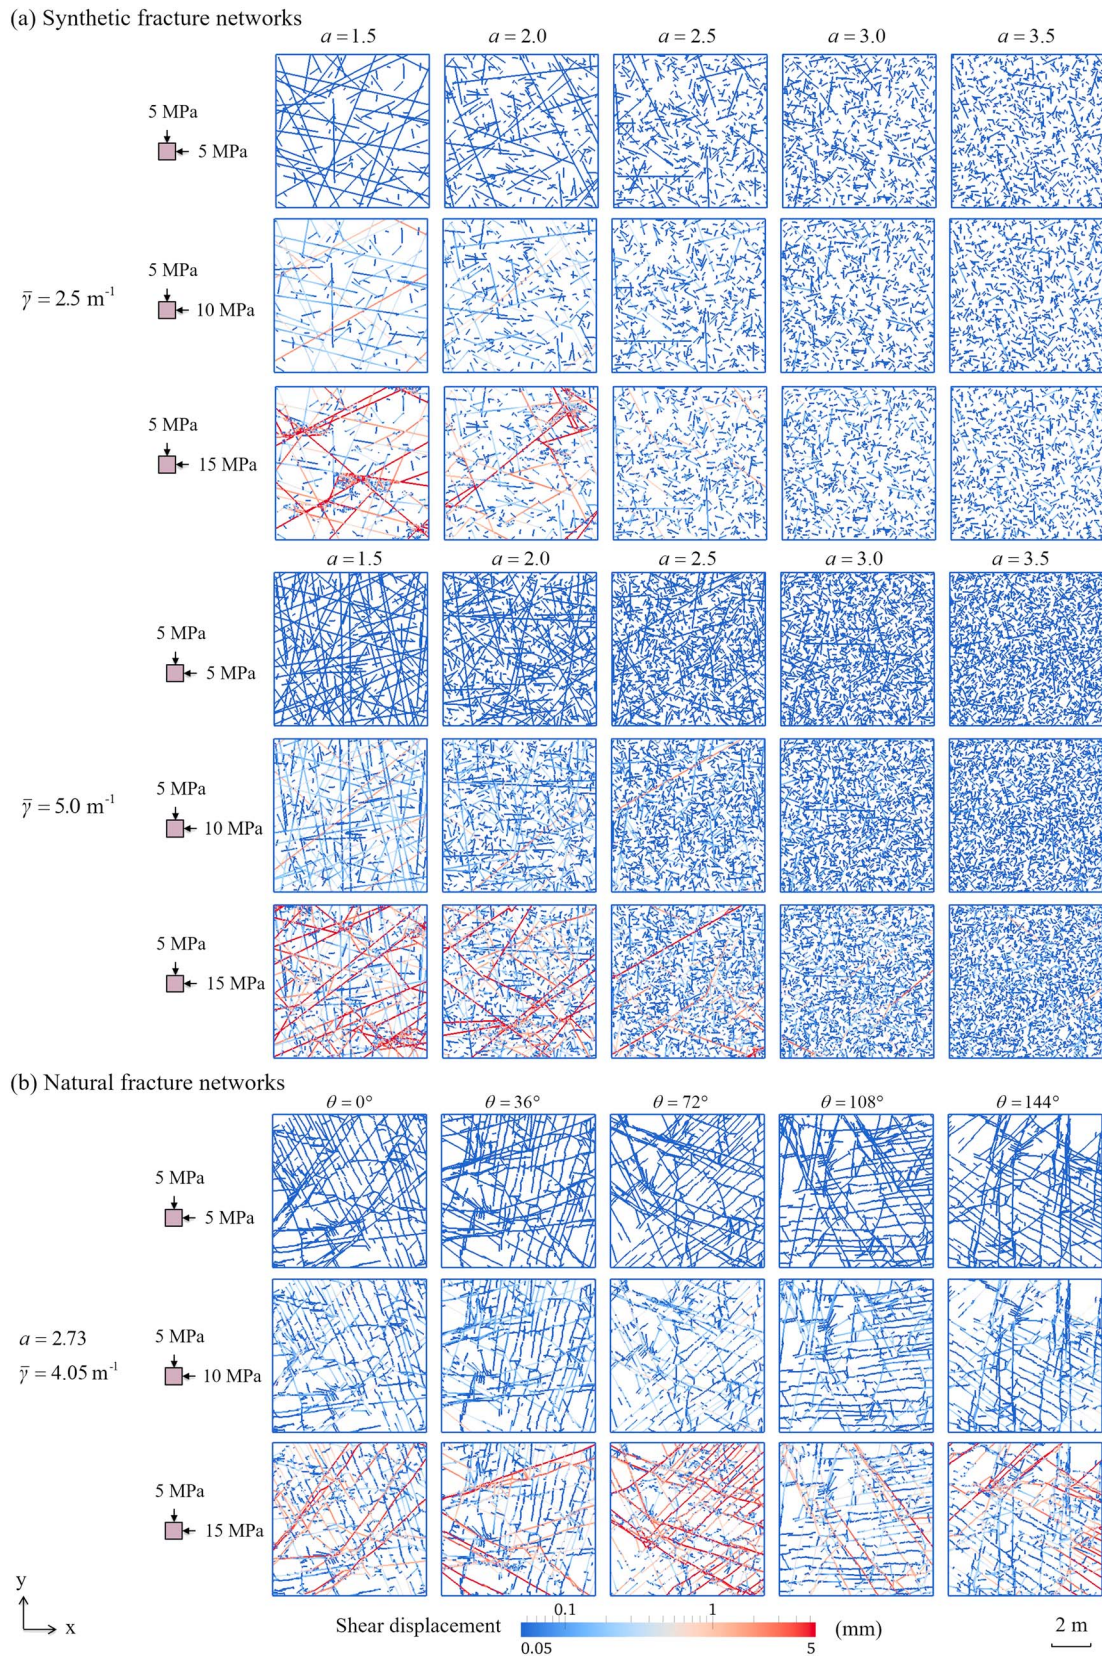 (a) Synthetic fracture networks
a = 1.5 a = 2.0 a = 2.5 a = 3.0 a = 3.5
5 MPa
5 MPa
5 MPa
γ̄ = 2.5 m⁻¹ 10 MPa
5 MPa
15 MPa
a = 1.5 a = 2.0 a = 2.5 a = 3.0 a = 3.5
5 MPa
5 MPa
5 MPa
γ̄ = 5.0 m⁻¹ 10 MPa
5 MPa
15 MPa
(b) Natural fracture networks
θ = 0° θ = 36° θ = 72° θ = 108° θ = 144°
5 MPa
5 MPa
a = 2.73 5 MPa
γ̄ = 4.05 m⁻¹ 10 MPa
5 MPa
15 MPa
y
x
0.1 1
Shear displacement (mm) 2 m
0.05 5